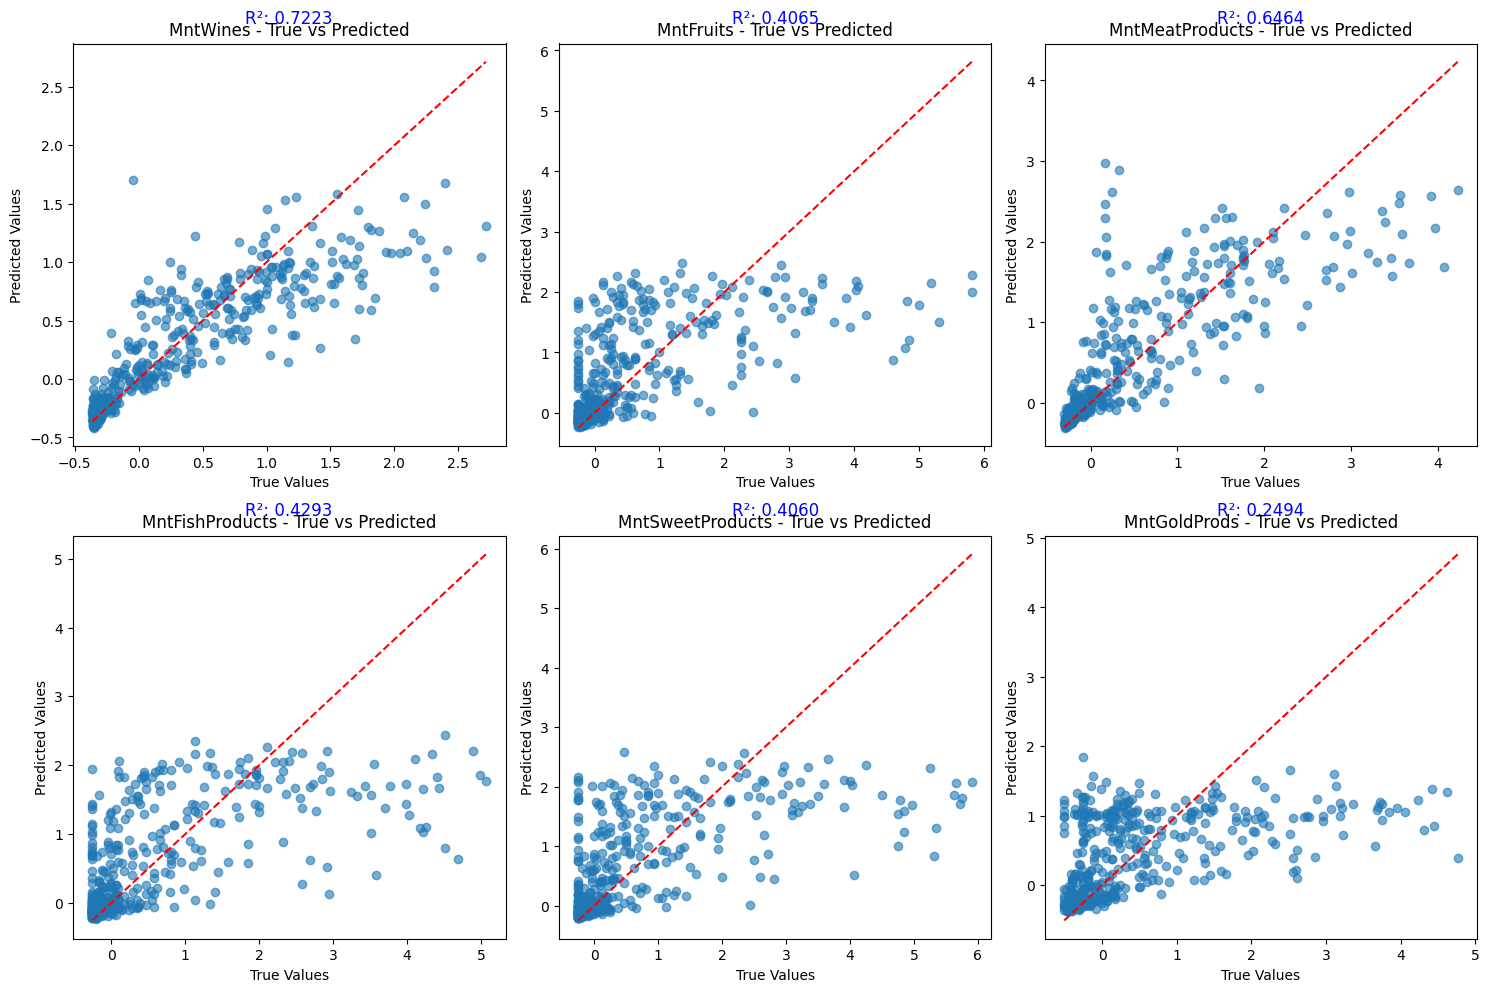 R²: 0.7223
MntWines - True vs Predicted
Predicted Values
2.5
2.0
1.5
1.0
0.5
0.0
−0.5
−0.5 0.0 0.5 1.0 1.5 2.0 2.5
True Values
R²: 0.4065
MntFruits - True vs Predicted
Predicted Values
6
5
4
3
2
1
0
0 1 2 3 4 5 6
True Values
R²: 0.6464
MntMeatProducts - True vs Predicted
Predicted Values
4
3
2
1
0
0 1 2 3 4
True Values
R²: 0.4293
MntFishProducts - True vs Predicted
Predicted Values
5
4
3
2
1
0
0 1 2 3 4 5
True Values
R²: 0.4060
MntSweetProducts - True vs Predicted
Predicted Values
6
5
4
3
2
1
0
0 1 2 3 4 5 6
True Values
R²: 0.2494
MntGoldProds - True vs Predicted
Predicted Values
5
4
3
2
1
0
0 1 2 3 4 5
True Values